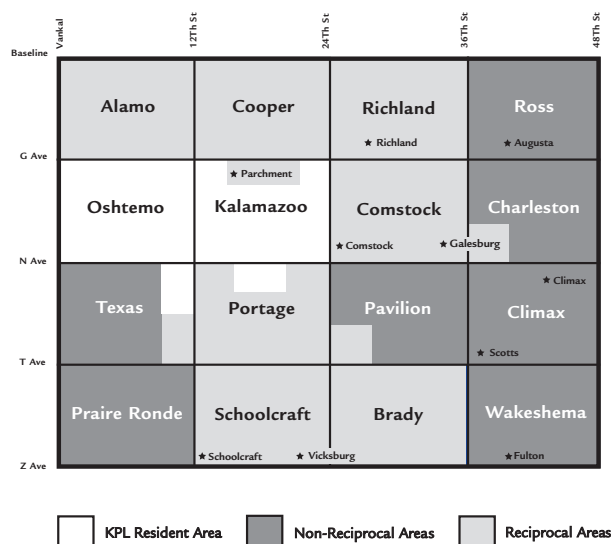 Vankal
12Th St
24Th St
36Th St
48Th St
Baseline
Alamo
Cooper
Richland
Ross
Richland
Augusta
G Ave
Parchment
Oshtemo
Kalamazoo
Comstock
Charleston
Comstock
Galesburg
N Ave
Climax
Texas
Portage
Pavilion
Climax
Scotts
T Ave
Praire Ronde
Schoolcraft
Brady
Wakeshema
Schoolcraft
Vicksburg
Fulton
Z Ave
KPL Resident Area
Non-Reciprocal Areas
Reciprocal Areas